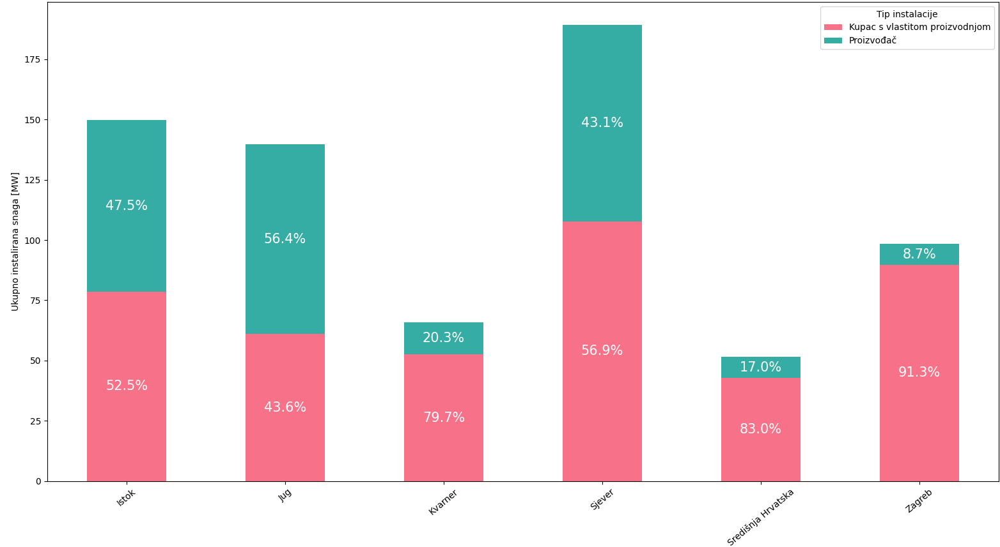 Tip instalacije
Kupac s vlastitom proizvodnjom
Proizvođač
Ukupno instalirana snaga [MW]
175
150
125
100
75
50
25
0
47.5%
52.5%
56.4%
43.6%
20.3%
79.7%
43.1%
56.9%
17.0%
83.0%
8.7%
91.3%
Istok
Jug
Kvarner
Sjever
Središnja Hrvatska
Zagreb